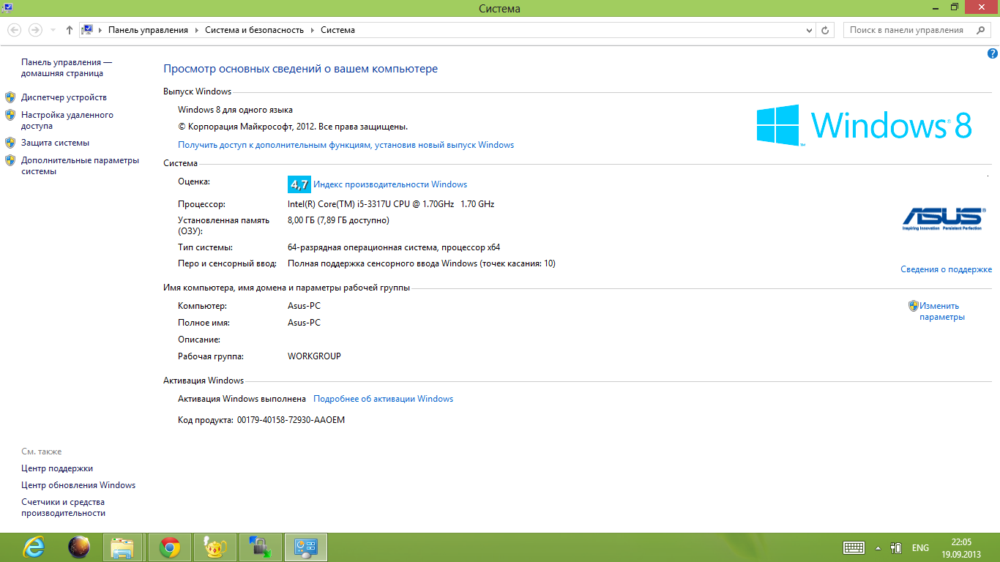 Система
Панель управления
Система и безопасность
Система
Поиск в панели управления
Панель управления —
домашняя страница
Диспетчер устройств
Настройка удаленного
доступа
Защита системы
Дополнительные параметры
системы
Просмотр основных сведений о вашем компьютере
Выпуск Windows
Windows 8 для одного языка
© Корпорация Майкрософт, 2012. Все права защищены.
Получить доступ к дополнительным функциям, установив новый выпуск Windows
Windows® 8
Система
Оценка: 4,7 Индекс производительности Windows
Процессор: Intel(R) Core(TM) i5-3317U CPU @ 1.70GHz 1.70 GHz
Установленная память 8,00 ГБ (7,89 ГБ доступно)
(ОЗУ):
Тип системы: 64-разрядная операционная система, процессор x64
Перо и сенсорный ввод: Полная поддержка сенсорного ввода Windows (точек касания: 10)
ASUS®
Inspiring Innovation Persistent Perfection
Сведения о поддержке
Имя компьютера, имя домена и параметры рабочей группы
Компьютер: Asus-PC
Полное имя: Asus-PC
Описание:
Рабочая группа: WORKGROUP
Изменить
параметры
Активация Windows
Активация Windows выполнена Подробнее об активации Windows
Код продукта: 00179-40158-72930-AAOEM
См. также
Центр поддержки
Центр обновления Windows
Счетчики и средства
производительности
ENG
22:05
19.09.2013